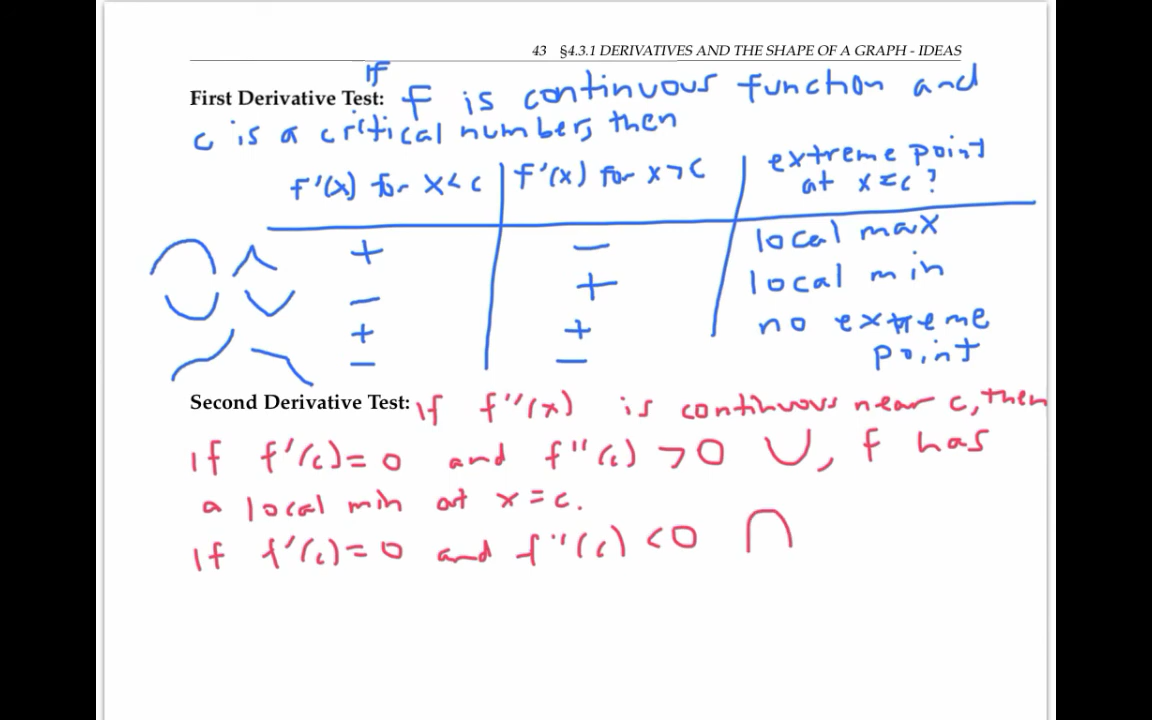 43 §4.3.1 DERIVATIVES AND THE SHAPE OF A GRAPH - IDEAS
If
First Derivative Test: f is continuous function and
c is a critical number, then
f'(x) for x<c f'(x) for x>c extreme point
at x=c?
+ − local max
− + local min
+ + no extreme
− − point
Second Derivative Test: If f''(x) is continuous near c, then
If f'(c)=0 and f''(c) >0 ∪, f has
a local min at x=c.
If f'(c)=0 and f''(c) <0 ∩